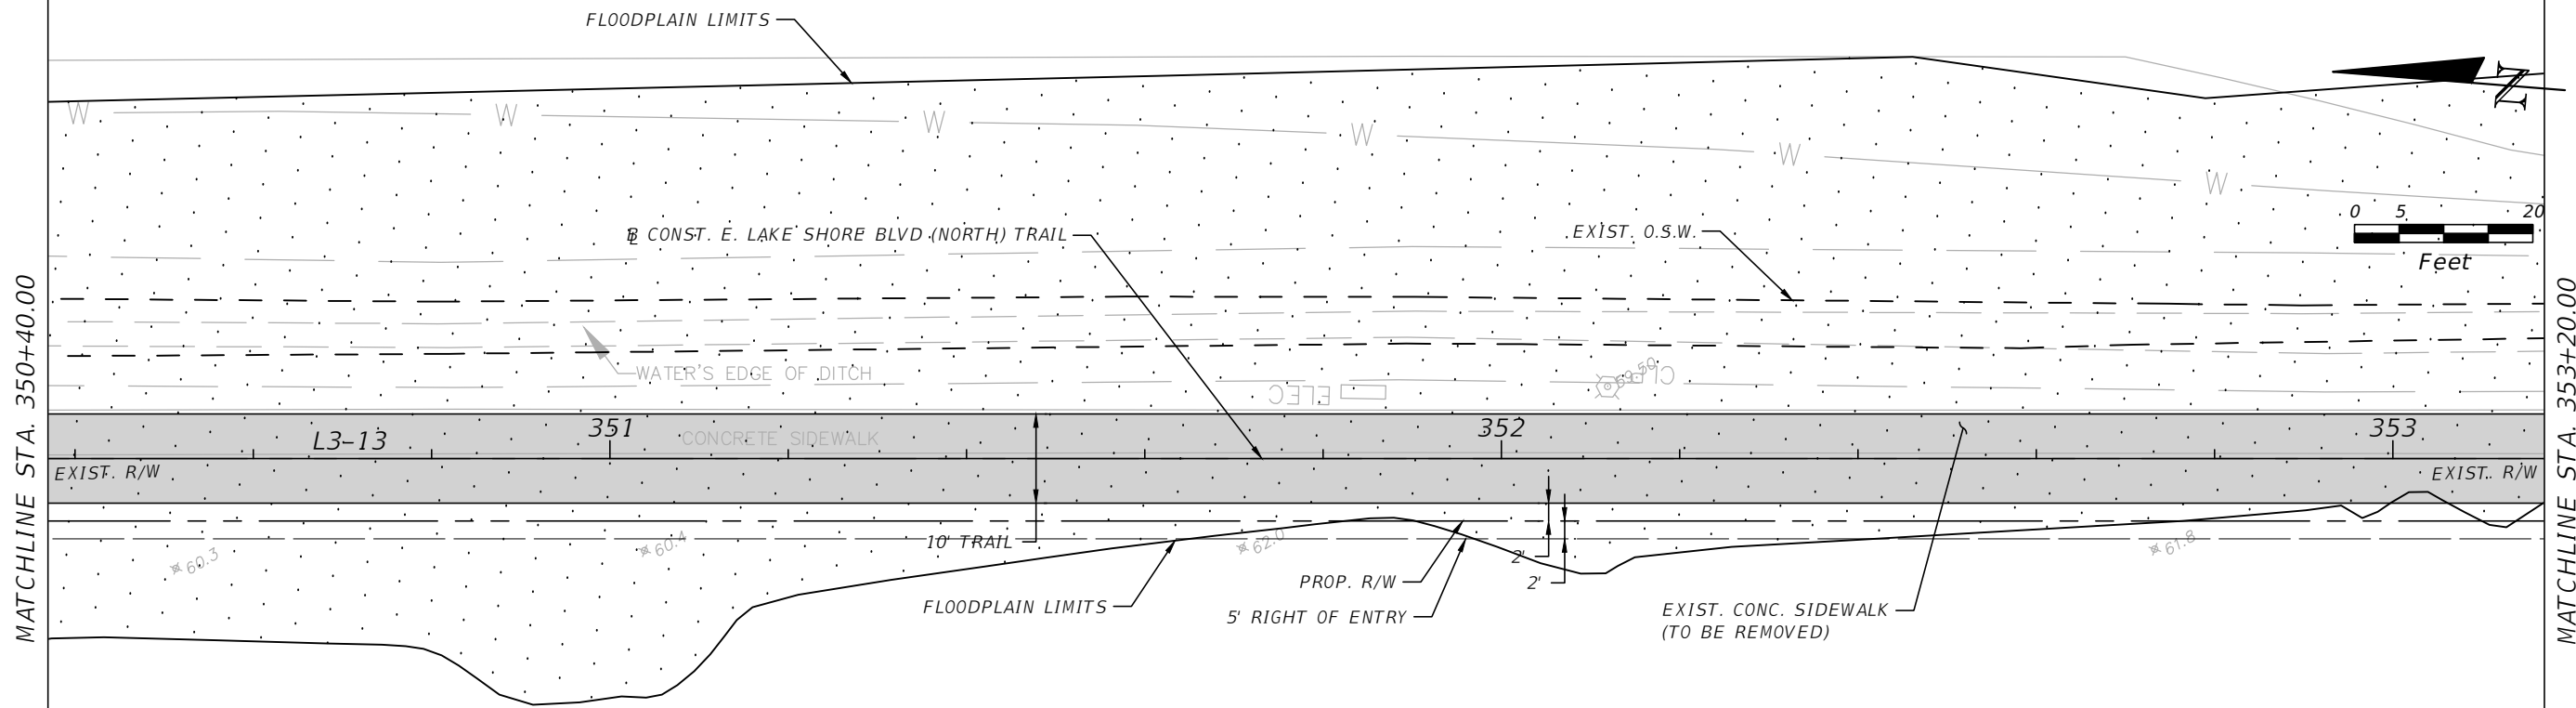 FLOODPLAIN LIMITS
N
W W W W W W
0 5 20
Feet
℄ CONST. E. LAKE SHORE BLVD (NORTH) TRAIL
EXIST. O.S.W.
WATER'S EDGE OF DITCH
ELEC
63.50
MATCHLINE STA. 350+40.00
MATCHLINE STA. 353+20.00
L3-13
351
CONCRETE SIDEWALK
352
353
EXIST. R/W
EXIST. R/W
60.3
60.4
10' TRAIL
62.0
2'
2'
61.8
PROP. R/W
FLOODPLAIN LIMITS
5' RIGHT OF ENTRY
EXIST. CONC. SIDEWALK
(TO BE REMOVED)